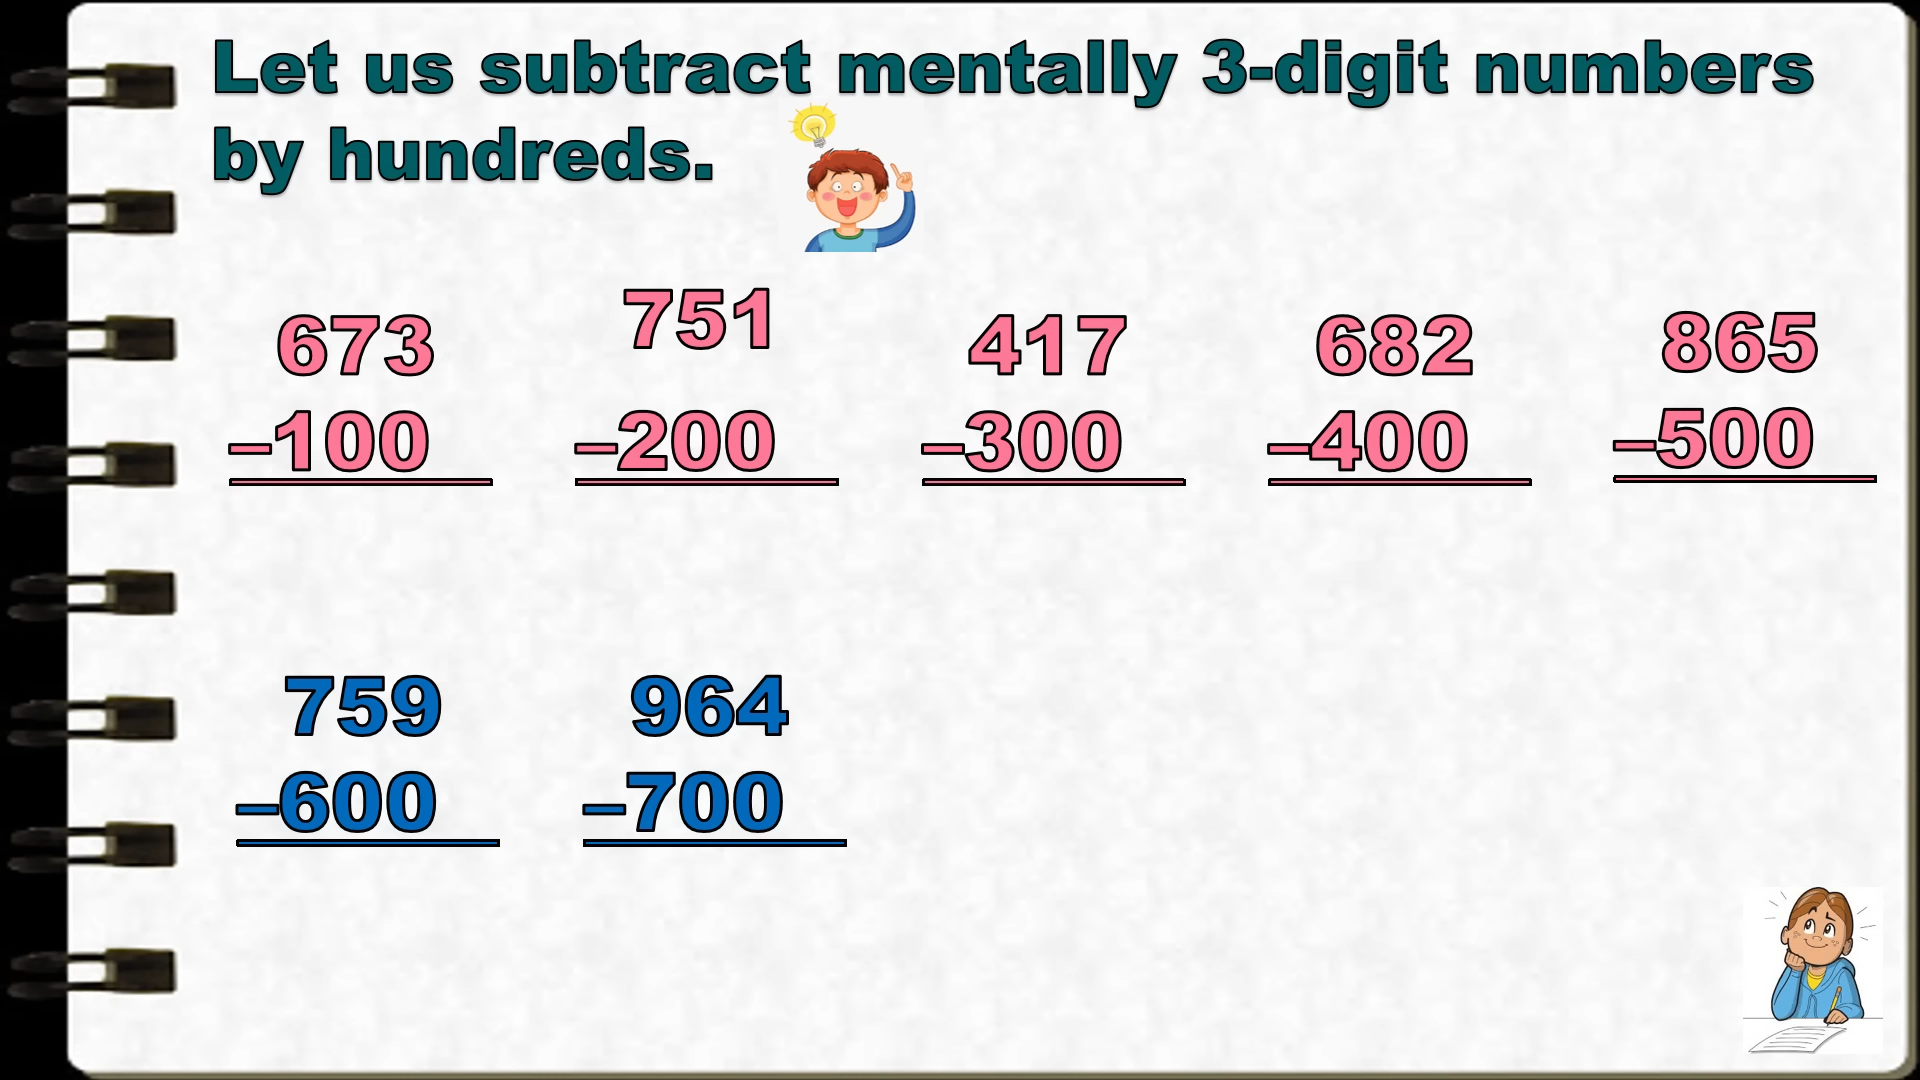 Let us subtract mentally 3-digit numbers
by hundreds.
673 751 417 682 865
–100 –200 –300 –400 –500
759 964
–600 –700